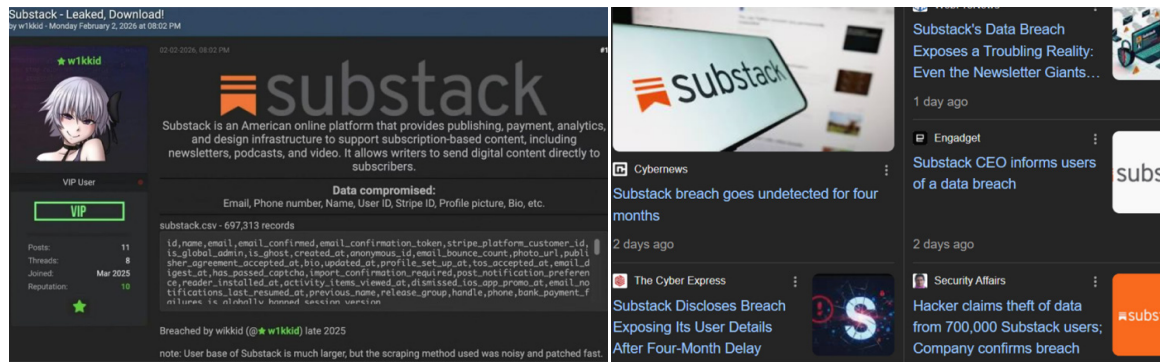 Substack - Leaked, Download!
by w1kkid - Monday February 2, 2026 at 08:02 PM
w1kkid
VIP User
VIP
Posts: 11
Threads: 8
Joined: Mar 2025
Reputation: 10
02-02-2026, 08:02 PM
#1
substack
Substack is an American online platform that provides publishing, payment, analytics,
and design infrastructure to support subscription-based content, including
newsletters, podcasts, and video. It allows writers to send digital content directly to
subscribers.
Data compromised:
Email, Phone number, Name, User ID, Stripe ID, Profile picture, Bio, etc.
substack.csv - 697,313 records
id,name,email,email_confirmed,email_confirmation_token,stripe_platform_customer_id,
is_global_admin,is_ghost,created_at,anonymous_id,email_bounce_count,photo_url,publi
sher_agreement_accepted_at,bio,updated_at,profile_set_up_at,tos_accepted_at,email_d
igest_at,has_passed_captcha,import_confirmation_required,post_notification_preferen
ce,reader_installed_at,activity_items_viewed_at,dismissed_ios_app_promo_at,email_no
tifications_last_resumed_at,previous_name,release_group,handle,phone,bank_payment_f
ailures,is_globally_banned,session_version
Breached by wikkid (@ w1kkid) late 2025
note: User base of Substack is much larger, but the scraping method used was noisy and patched fast.
substack
Cybernews
Substack breach goes undetected for four
months
2 days ago
The Cyber Express
Substack Discloses Breach
Exposing Its User Details
After Four-Month Delay
Substack's Data Breach
Exposes a Troubling Reality:
Even the Newsletter Giants...
1 day ago
Engadget
Substack CEO informs users
of a data breach
2 days ago
subs
Security Affairs
Hacker claims theft of data
from 700,000 Substack users;
Company confirms breach
subst